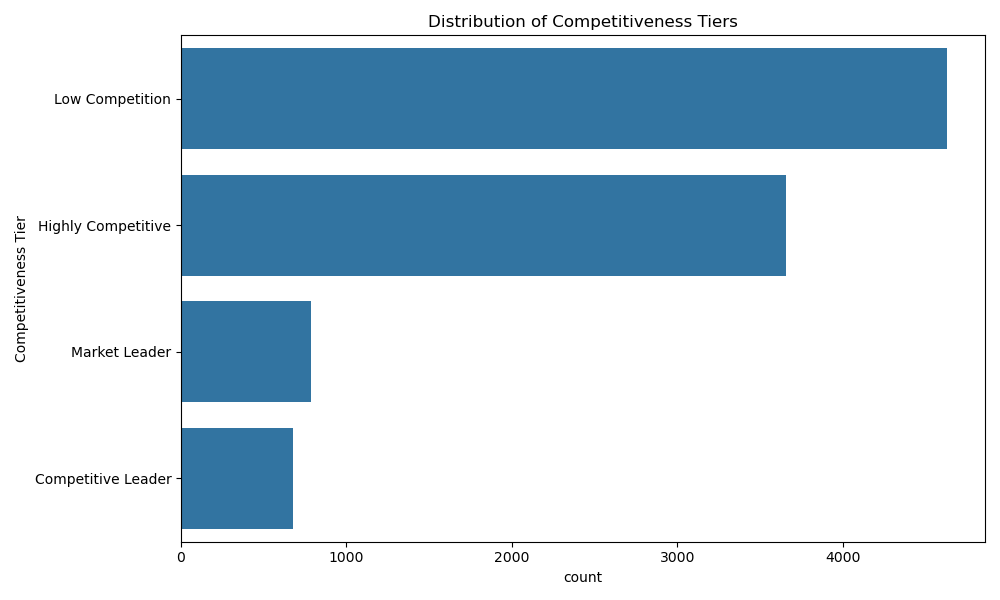 Distribution of Competitiveness Tiers
Competitiveness Tier
Low Competition
Highly Competitive
Market Leader
Competitive Leader
0 1000 2000 3000 4000
count